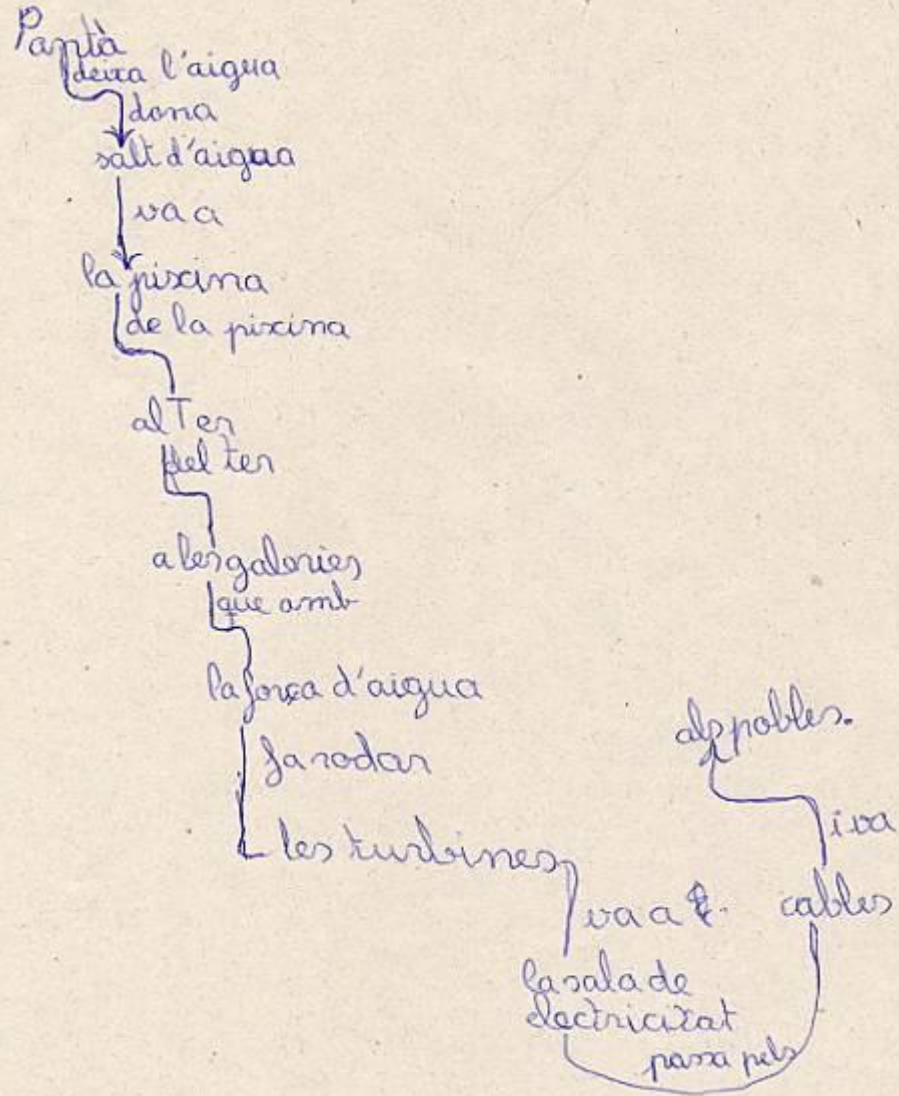 Pantà
deixa l'aigua
dona
salt d'aigua
va a
la piscina
de la piscina
al Ter
del ter
a les galeries
que amb
la força d'aigua
fa rodar
les turbines
va a
la sala de
electricitat
passa pels
cables
i va
als pobles.